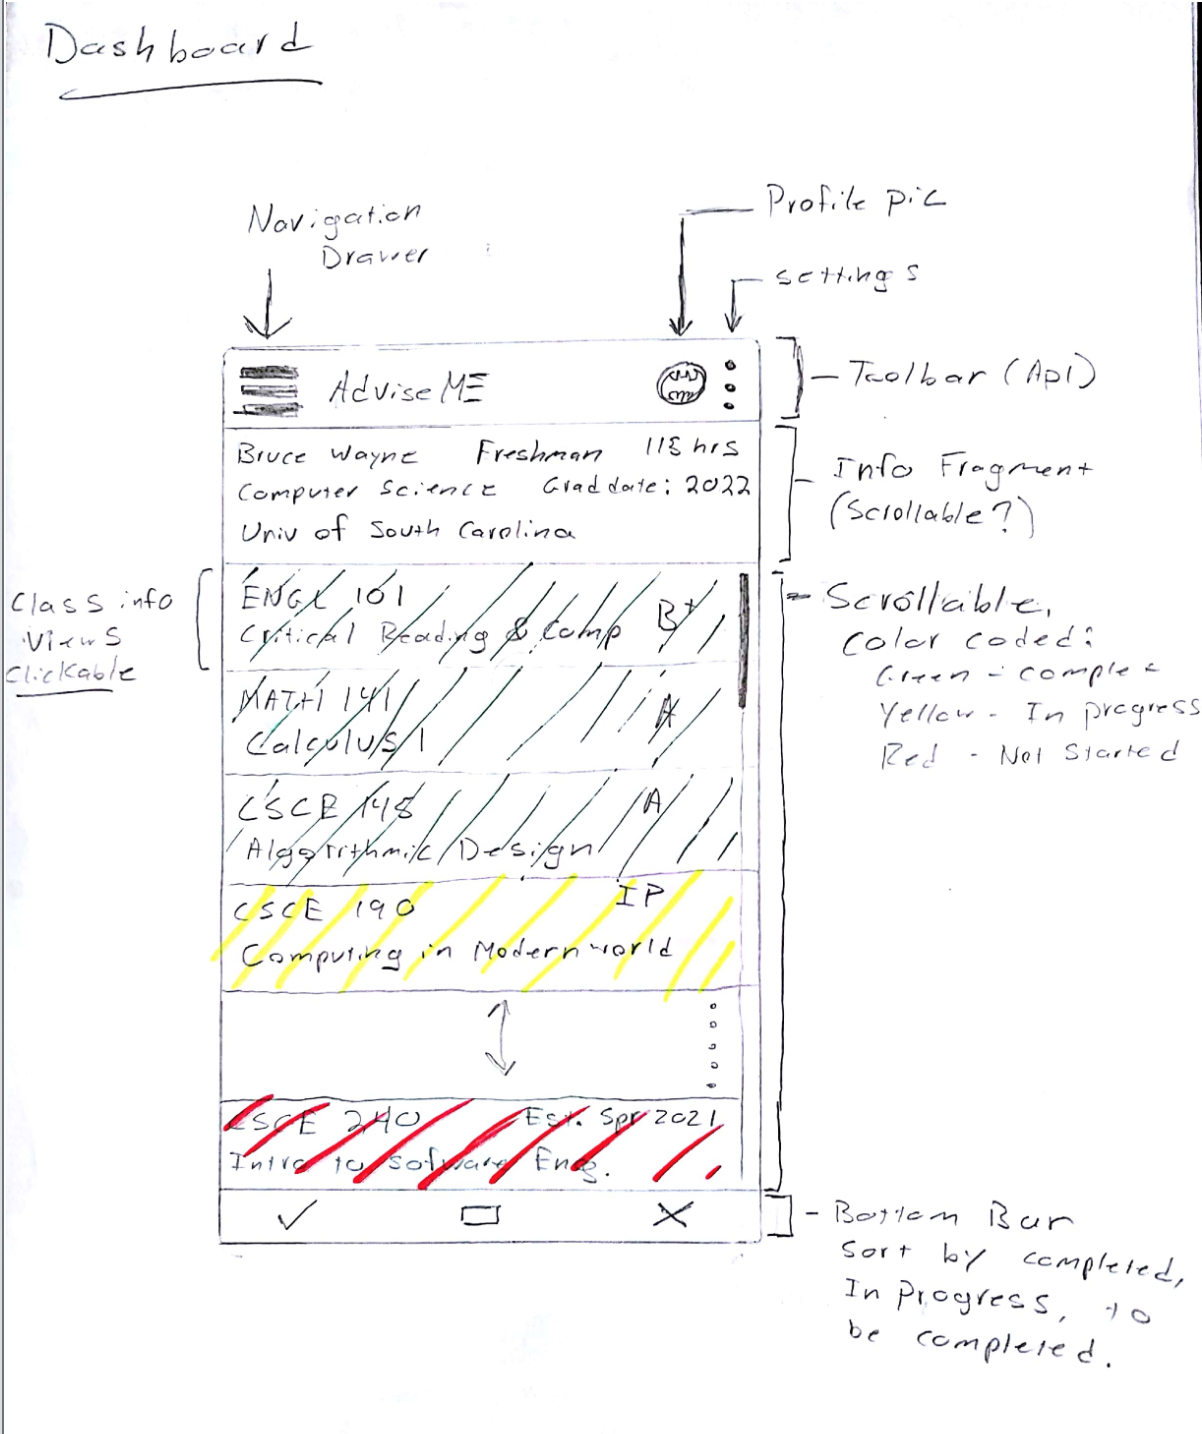 Dashboard
Navigation
Drawer
Profile pic
settings
AdviseME
Toolbar (API)
Bruce Wayne Freshman 115 hrs
Computer Science Grad date: 2022
Univ of South Carolina
Info Fragment
(Scrollable?)
Class info
Views
Clickable
ENGL 101
Critical Reading & Comp B+
MATH 141
Calculus 1 A
CSCE 145 A
Algorithmic Design
CSCE 190 IP
Computing in Modern world
CSCE 240 Est. Spr 2021
Intro to Software Eng.
Scrollable,
Color coded:
Green - complete
Yellow - In progress
Red - Not Started
Bottom Bar
Sort by completed,
In Progress, to
be completed.